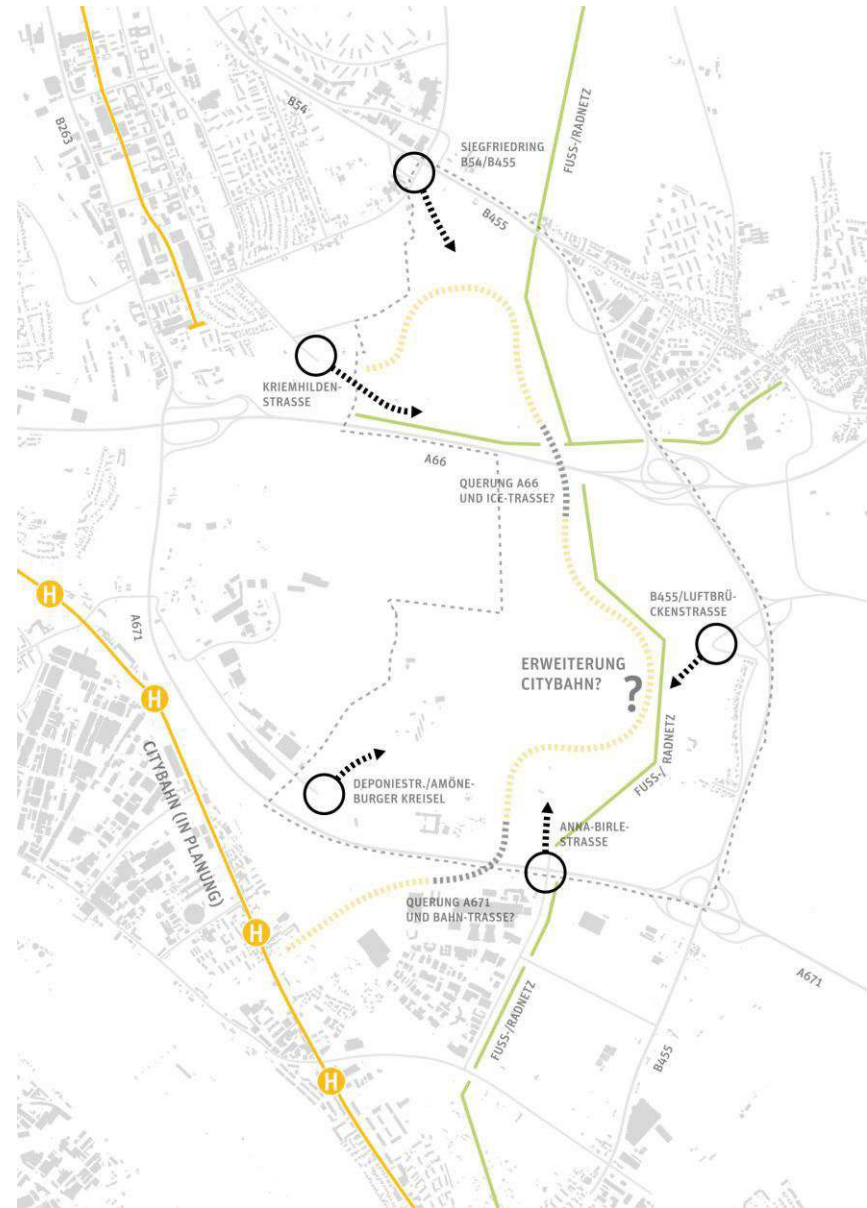 B54
B263
SIEGFRIEDRING
B54/B455
FUSS-/RADNETZ
B455
KRIEMHILDEN-
STRASSE
A66
QUERUNG A66
UND ICE-TRASSE?
H
A671
B455/LUFTBRÜ-
CKENSTRASSE
ERWEITERUNG
CITYBAHN?
?
H
CITYBAHN (IN PLANUNG)
FUSS-/ RADNETZ
DEPONIESTR./AMÖNE-
BURGER KREISEL
ANNA-BIRLE-
STRASSE
QUERUNG A671
UND BAHN-TRASSE?
H
A671
FUSS-/RADNETZ
B455
H